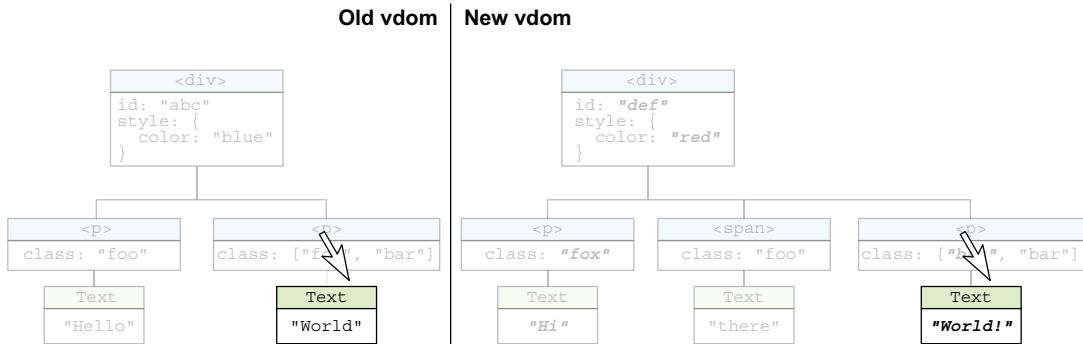 Old vdom
<div>
id: "abc"
style: {
color: "blue"
}
<p>
class: "foo"
Text
"Hello"
<p>
class: [ "bar"]
Text
"World"
New vdom
<div>
id: "def"
style: {
color: "red"
}
<p>
class: "fox"
Text
"Hi"
<span>
class: "foo"
Text
"there"
<p>
class: [ "bar"]
Text
"World!"